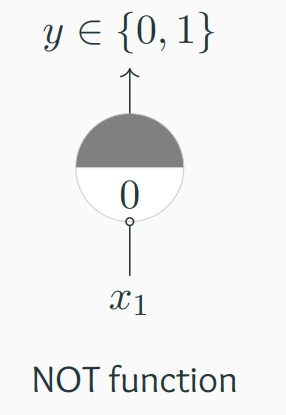 y ∈ {0, 1}
0
x₁
NOT function